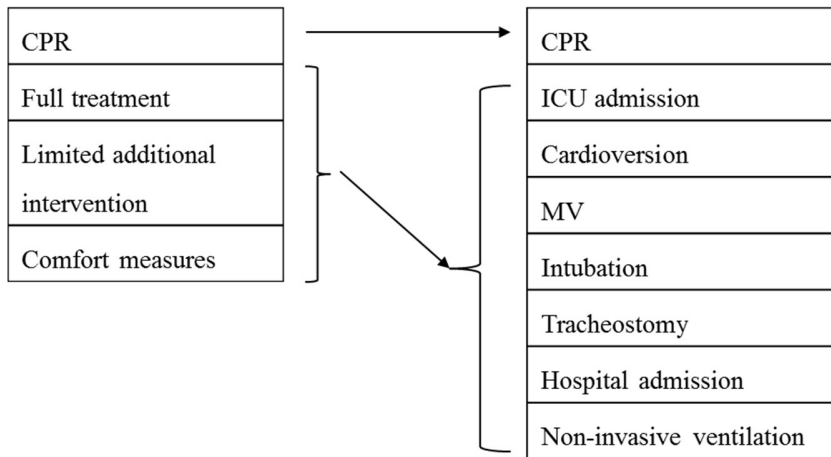 CPR
Full treatment
Limited additional
intervention
Comfort measures
CPR
ICU admission
Cardioversion
MV
Intubation
Tracheostomy
Hospital admission
Non-invasive ventilation